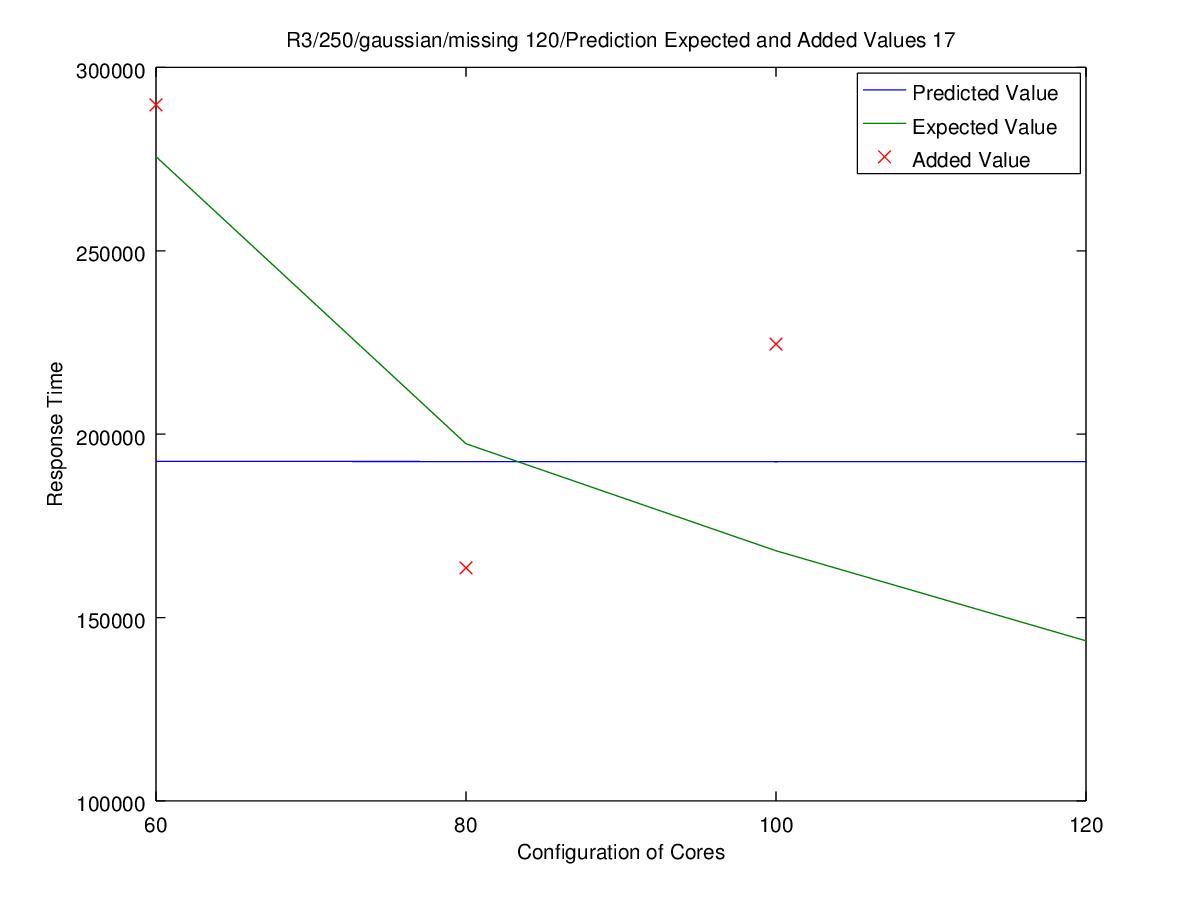 R3/250/gaussian/missing 120/Prediction Expected and Added Values 17
300000
250000
200000
150000
100000
60
80
100
120
Response Time
Configuration of Cores
Predicted Value
Expected Value
Added Value